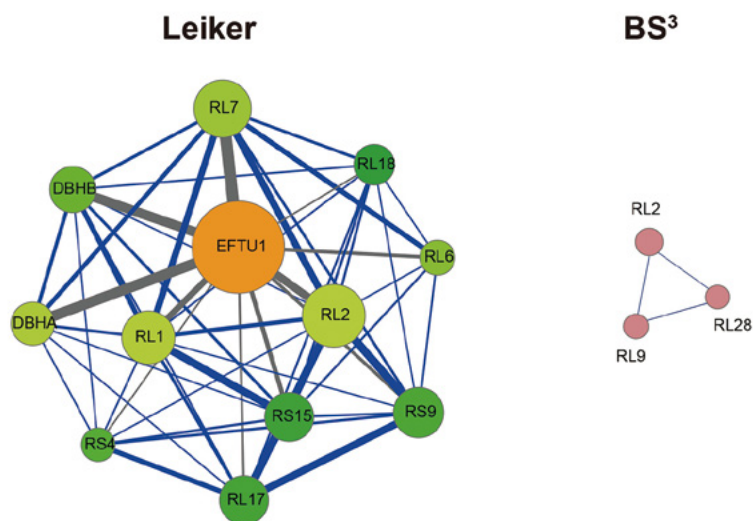 Leiker
BS³
RL7
RL18
DBHB
EFTU1
RL6
DBHA
RL1
RL2
RS15
RS9
RS4
RL17
RL2
RL28
RL9